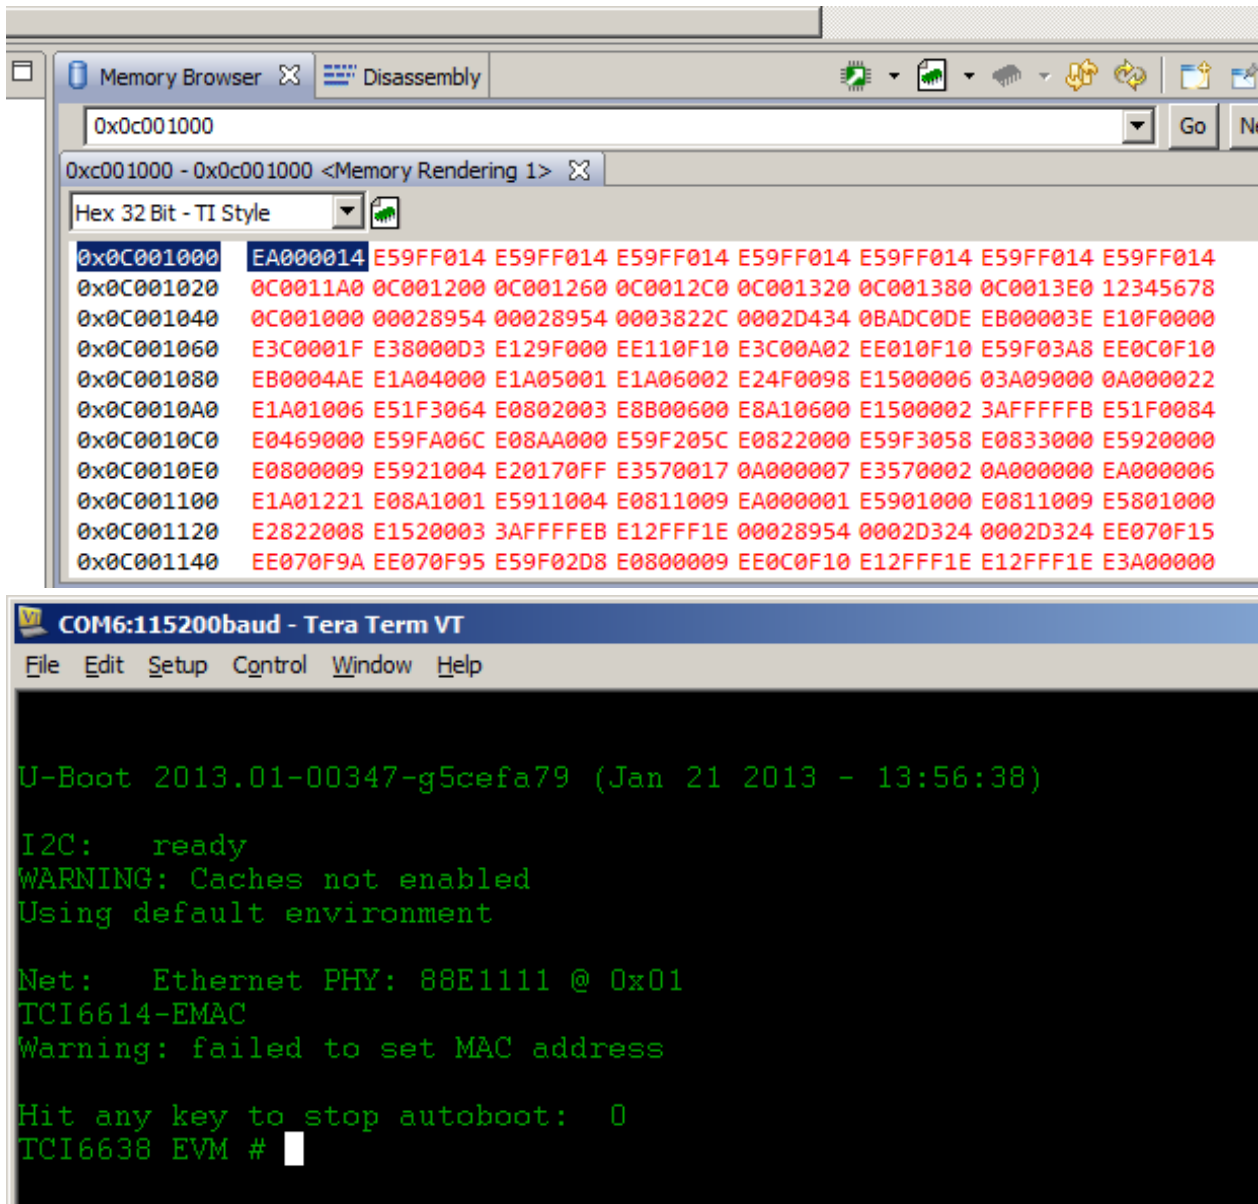 Memory Browser Disassembly
0x0c001000 Go Ne
0xc001000 - 0x0c001000 <Memory Rendering 1>
Hex 32 Bit - TI Style
0x0C001000 EA000014 E59FF014 E59FF014 E59FF014 E59FF014 E59FF014 E59FF014 E59FF014
0x0C001020 0C0011A0 0C001200 0C001260 0C0012C0 0C001320 0C001380 0C0013E0 12345678
0x0C001040 0C001000 00028954 00028954 0003822C 0002D434 0BADC0DE EB00003E E10F0000
0x0C001060 E3C0001F E38000D3 E129F000 EE110F10 E3C00A02 EE010F10 E59F03A8 EE0C0F10
0x0C001080 EB0004AE E1A04000 E1A05001 E1A06002 E24F0098 E1500006 03A09000 0A000022
0x0C0010A0 E1A01006 E51F3064 E0802003 E8B00600 E8A10600 E1500002 3AFFFFFB E51F0084
0x0C0010C0 E0469000 E59FA06C E08AA000 E59F205C E0822000 E59F3058 E0833000 E5920000
0x0C0010E0 E0800009 E5921004 E20170FF E3570017 0A000007 E3570002 0A000000 EA000006
0x0C001100 E1A01221 E08A1001 E5911004 E0811009 EA000001 E5901000 E0811009 E5801000
0x0C001120 E2822008 E1520003 3AFFFFEB E12FFF1E 00028954 0002D324 0002D324 EE070F15
0x0C001140 EE070F9A EE070F95 E59F02D8 E0800009 EE0C0F10 E12FFF1E E12FFF1E E3A00000
COM6:115200baud - Tera Term VT
File Edit Setup Control Window Help
U-Boot 2013.01-00347-g5cefa79 (Jan 21 2013 - 13:56:38)
I2C: ready
WARNING: Caches not enabled
Using default environment
Net: Ethernet PHY: 88E1111 @ 0x01
TCI6614-EMAC
Warning: failed to set MAC address
Hit any key to stop autoboot: 0
TCI6638 EVM #